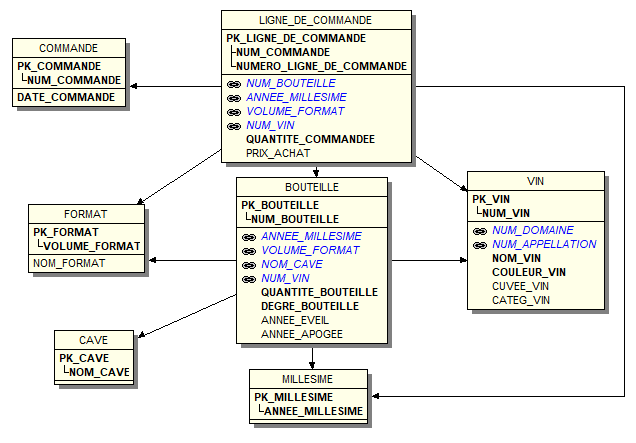 LIGNE_DE_COMMANDE
PK_LIGNE_DE_COMMANDE
NUM_COMMANDE
NUMERO_LIGNE_DE_COMMANDE
NUM_BOUTEILLE
ANNEE_MILLESIME
VOLUME_FORMAT
NUM_VIN
QUANTITE_COMMANDEE
PRIX_ACHAT
COMMANDE
PK_COMMANDE
NUM_COMMANDE
DATE_COMMANDE
FORMAT
PK_FORMAT
VOLUME_FORMAT
NOM_FORMAT
BOUTEILLE
PK_BOUTEILLE
NUM_BOUTEILLE
ANNEE_MILLESIME
VOLUME_FORMAT
NOM_CAVE
NUM_VIN
QUANTITE_BOUTEILLE
DEGRE_BOUTEILLE
ANNEE_EVEIL
ANNEE_APOGEE
VIN
PK_VIN
NUM_VIN
NUM_DOMAINE
NUM_APPELLATION
NOM_VIN
COULEUR_VIN
CUVEE_VIN
CATEG_VIN
CAVE
PK_CAVE
NOM_CAVE
MILLESIME
PK_MILLESIME
ANNEE_MILLESIME